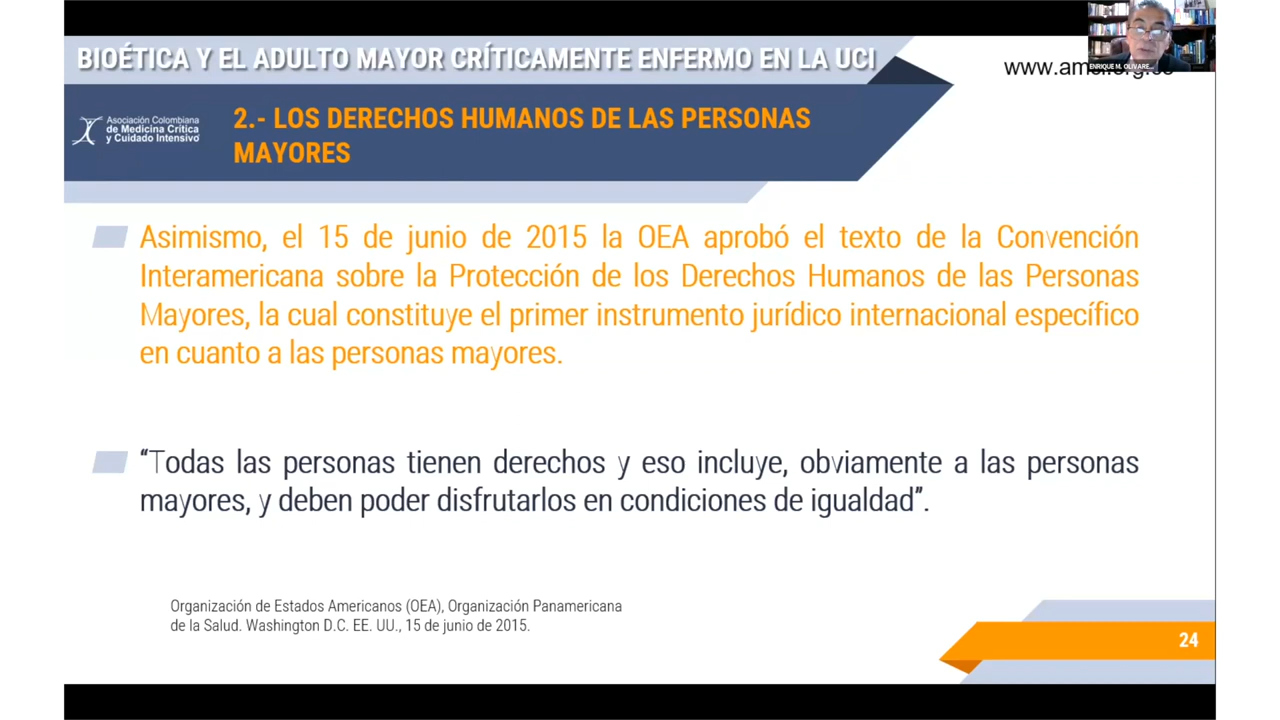 BIOÉTICA Y EL ADULTO MAYOR CRÍTICAMENTE ENFERMO EN LA UCI
ENRIQUE M. OLIVARE...
Asociación Colombiana
de Medicina Crítica
y Cuidado Intensivo
2.- LOS DERECHOS HUMANOS DE LAS PERSONAS
MAYORES
Asimismo, el 15 de junio de 2015 la OEA aprobó el texto de la Convención
Interamericana sobre la Protección de los Derechos Humanos de las Personas
Mayores, la cual constituye el primer instrumento jurídico internacional específico
en cuanto a las personas mayores.
“Todas las personas tienen derechos y eso incluye, obviamente a las personas
mayores, y deben poder disfrutarlos en condiciones de igualdad”.
Organización de Estados Americanos (OEA), Organización Panamericana
de la Salud. Washington D.C. EE. UU., 15 de junio de 2015.
24